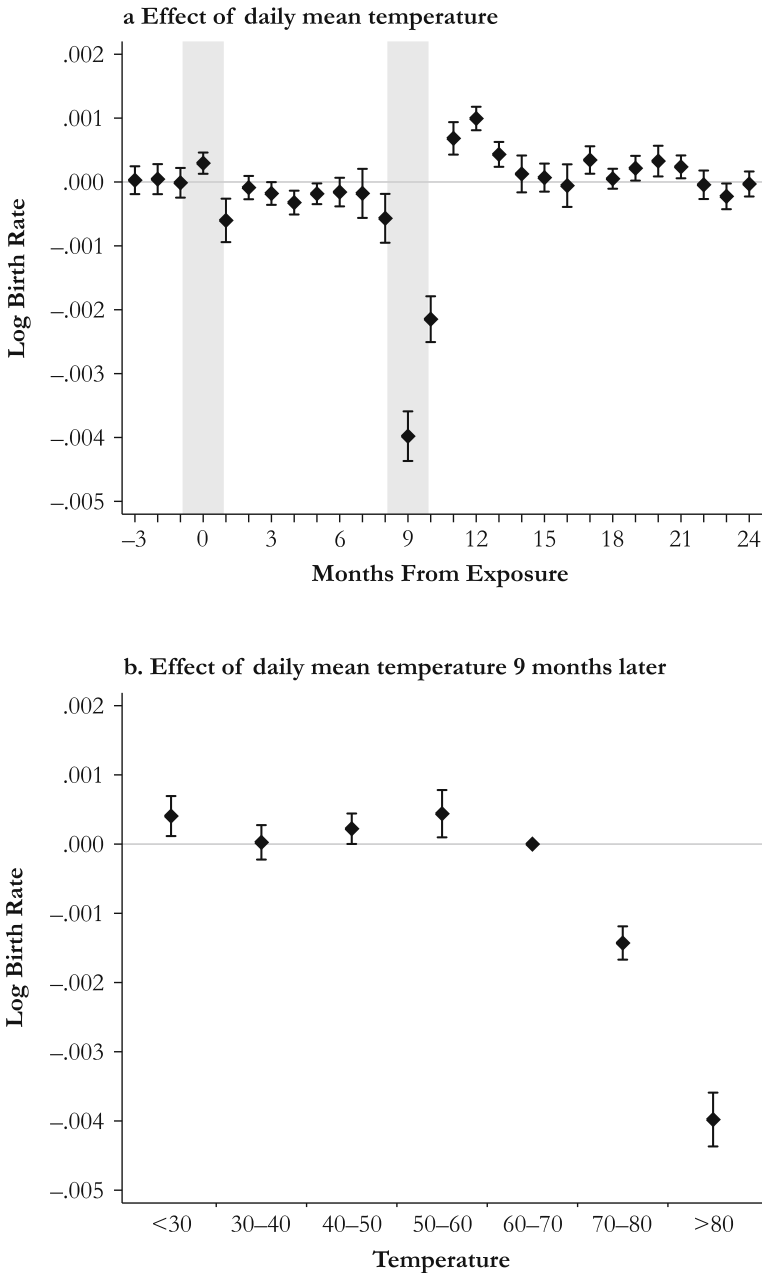 a Effect of daily mean temperature
.002
.001
.000
–.001
–.002
–.003
–.004
–.005
Log Birth Rate
–3 0 3 6 9 12 15 18 21 24
Months From Exposure
b. Effect of daily mean temperature 9 months later
.002
.001
.000
–.001
–.002
–.003
–.004
–.005
Log Birth Rate
<30 30–40 40–50 50–60 60–70 70–80 >80
Temperature